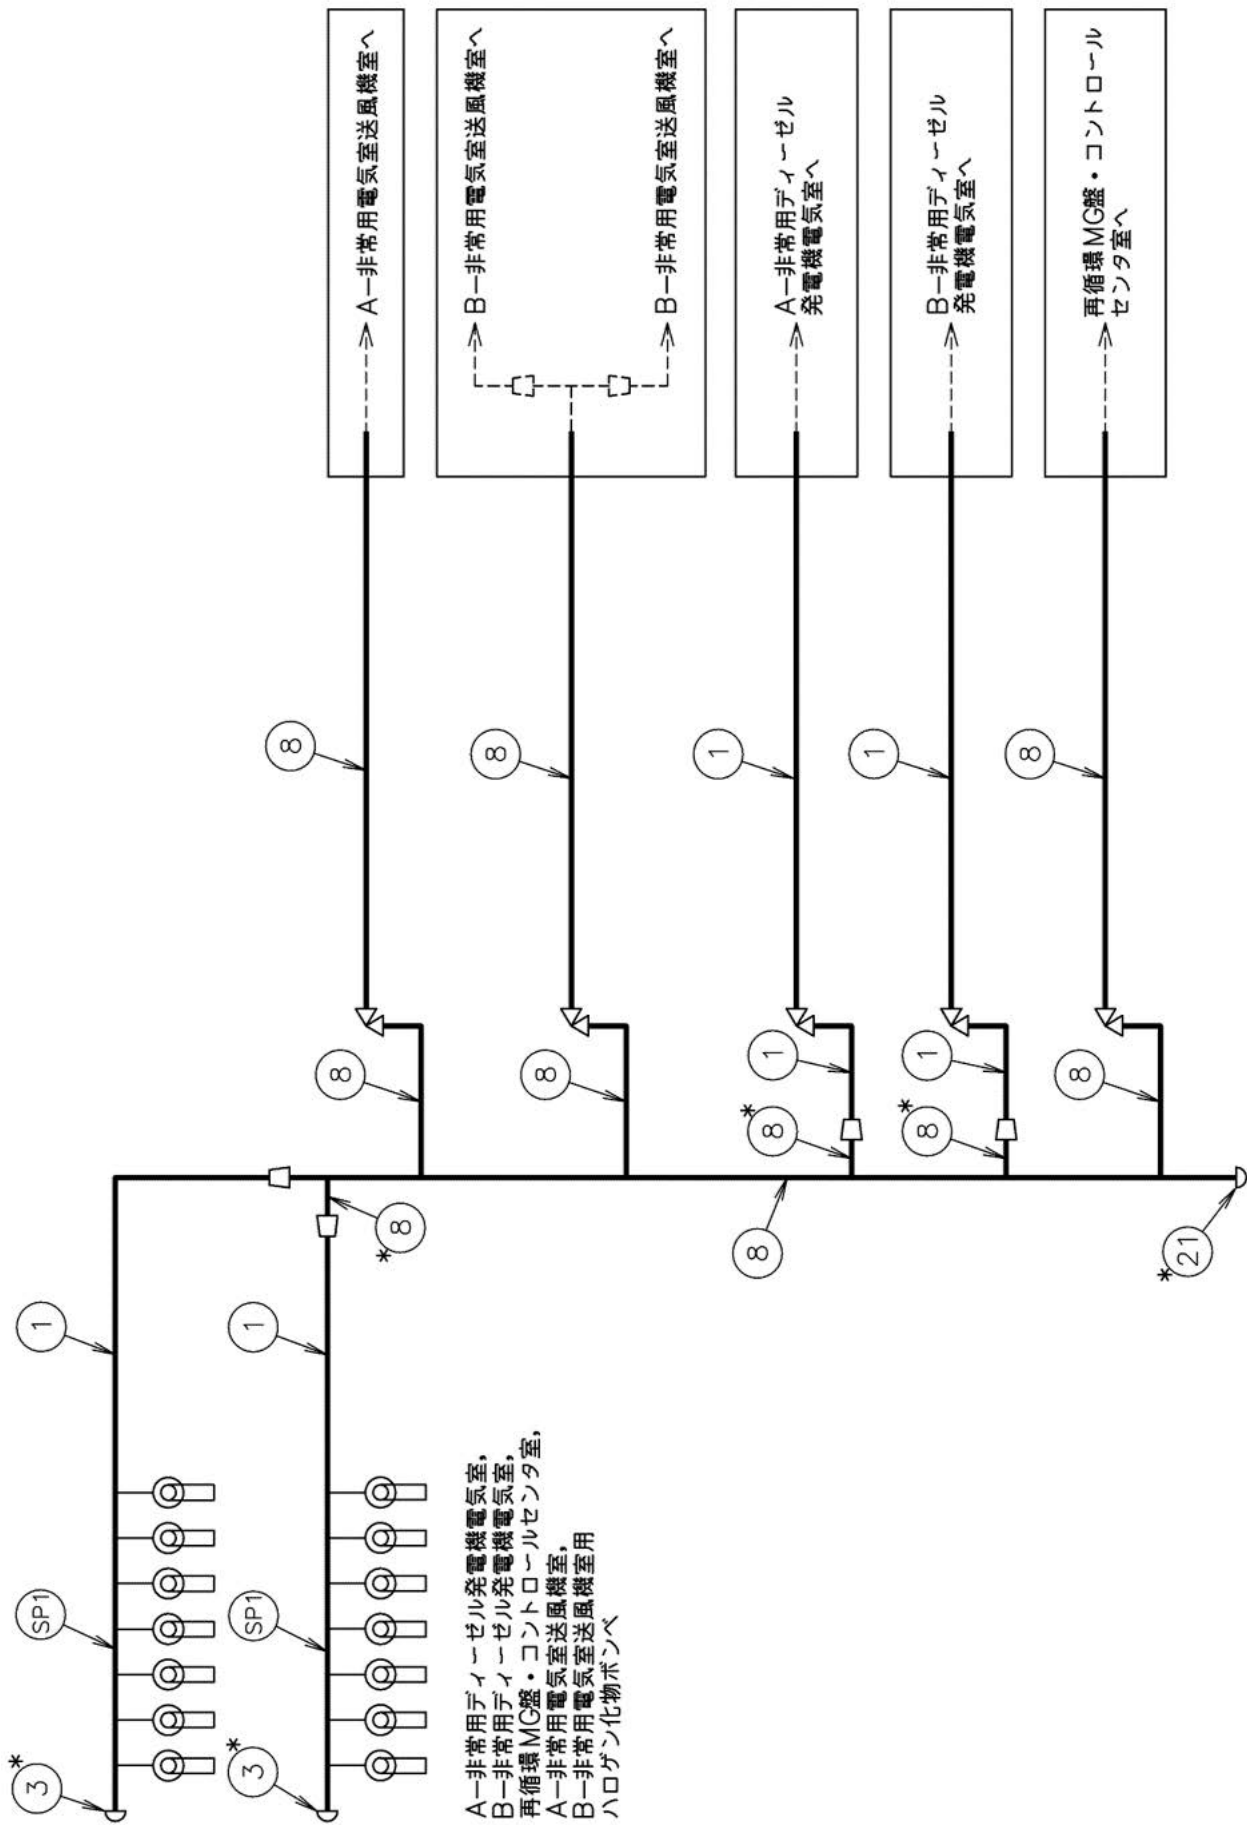 A-非常用電気室送風機室へ
B-非常用電気室送風機室へ
B-非常用電気室送風機室へ
A-非常用ディーゼル
発電機電気室へ
B-非常用ディーゼル
発電機電気室へ
再循環MG盤・コントロール
センタ室へ
8
8
1
1
8
8
8
1
8*
1
8*
8
8*
8
21*
1
1
SP1
SP1
3*
3*
A-非常用ディーゼル発電機電気室,
B-非常用ディーゼル発電機電気室,
再循環MG盤・コントロールセンタ室,
A-非常用電気室送風機室,
B-非常用電気室送風機室用
ハロゲン化物ボンベ